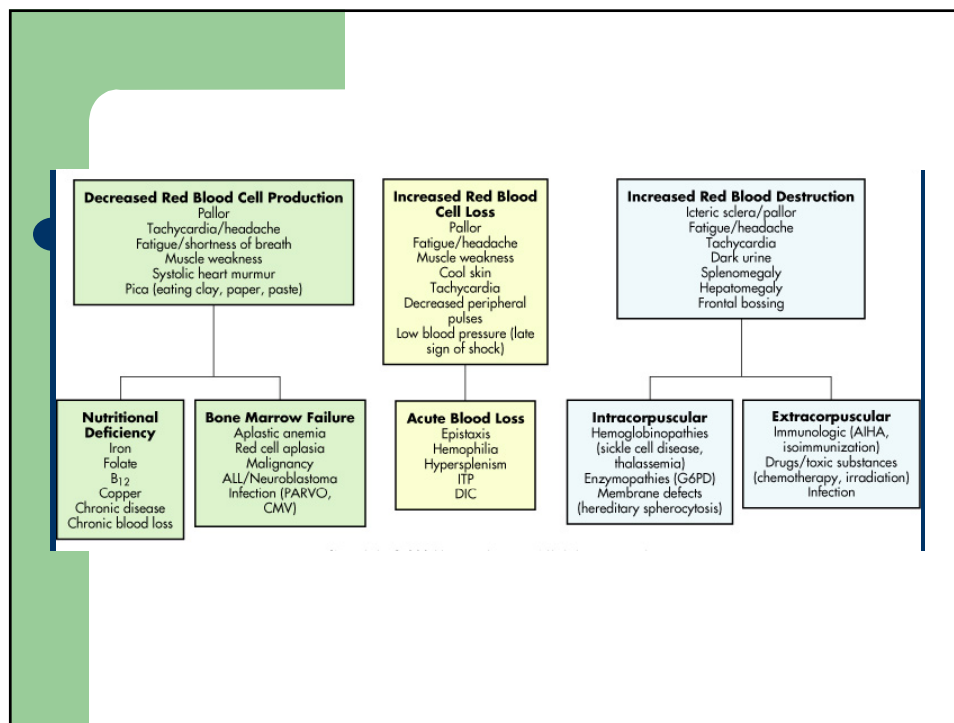 Decreased Red Blood Cell Production
Pallor
Tachycardia/headache
Fatigue/shortness of breath
Muscle weakness
Systolic heart murmur
Pica (eating clay, paper, paste)
Increased Red Blood
Cell Loss
Pallor
Fatigue/headache
Muscle weakness
Cool skin
Tachycardia
Decreased peripheral
pulses
Low blood pressure (late
sign of shock)
Increased Red Blood Destruction
Icteric sclera/pallor
Fatigue/headache
Tachycardia
Dark urine
Splenomegaly
Hepatomegaly
Frontal bossing
Nutritional
Deficiency
Iron
Folate
B12
Copper
Chronic disease
Chronic blood loss
Bone Marrow Failure
Aplastic anemia
Red cell aplasia
Malignancy
ALL/Neuroblastoma
Infection (PARVO,
CMV)
Acute Blood Loss
Epistaxis
Hemophilia
Hypersplenism
ITP
DIC
Intracorpuscular
Hemoglobinopathies
(sickle cell disease,
thalassemia)
Enzymopathies (G6PD)
Membrane defects
(hereditary spherocytosis)
Extracorpuscular
Immunologic (AIHA,
isoimmunization)
Drugs/toxic substances
(chemotherapy, irradiation)
Infection